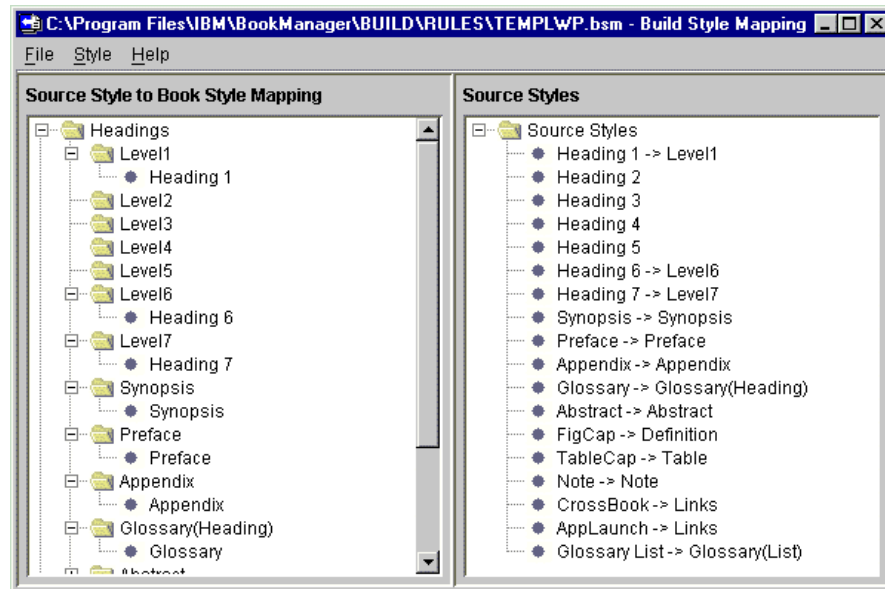 C:\Program Files\IBM\BookManager\BUILD\RULES\TEMPLWP.bsm - Build Style Mapping
File Style Help
Source Style to Book Style Mapping
Headings
Level1
Heading 1
Level2
Level3
Level4
Level5
Level6
Heading 6
Level7
Heading 7
Synopsis
Synopsis
Preface
Preface
Appendix
Appendix
Glossary(Heading)
Glossary
Abstract
Source Styles
Source Styles
Heading 1 -> Level1
Heading 2
Heading 3
Heading 4
Heading 5
Heading 6 -> Level6
Heading 7 -> Level7
Synopsis -> Synopsis
Preface -> Preface
Appendix -> Appendix
Glossary -> Glossary(Heading)
Abstract -> Abstract
FigCap -> Definition
TableCap -> Table
Note -> Note
CrossBook -> Links
AppLaunch -> Links
Glossary List -> Glossary(List)